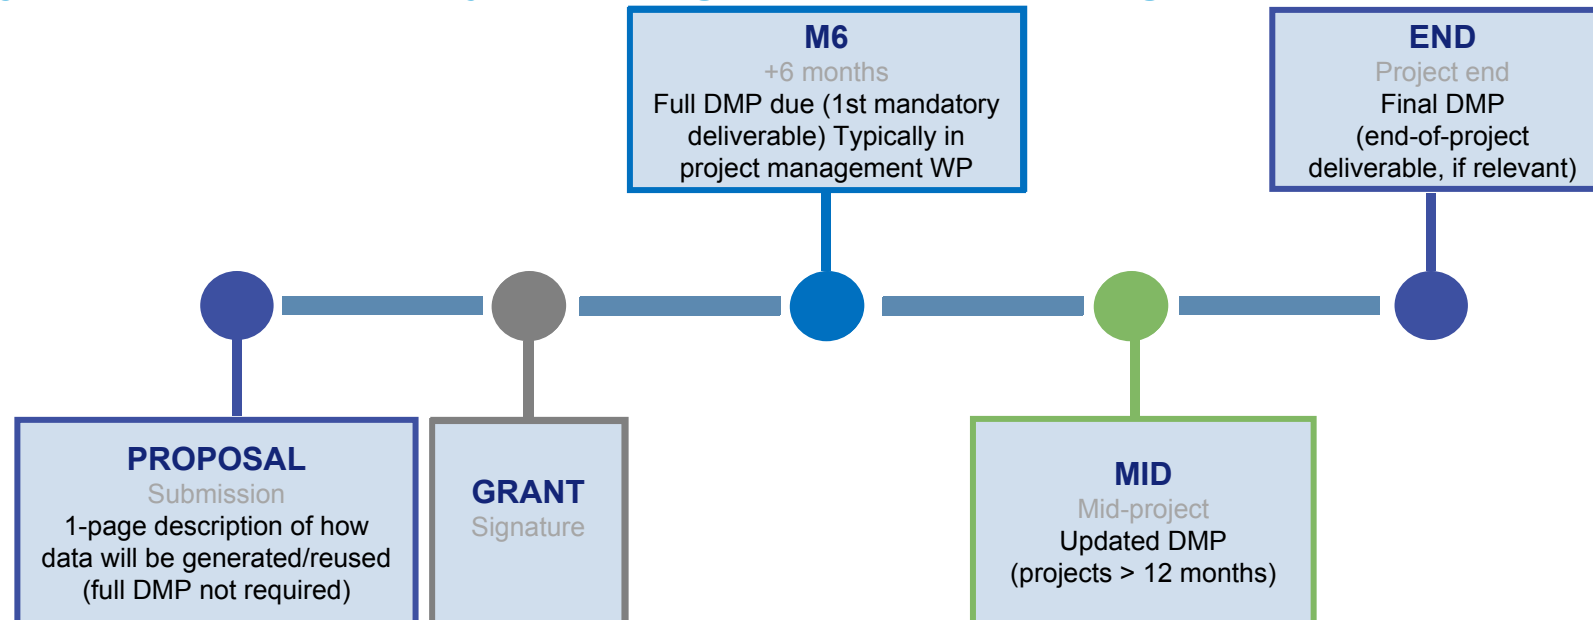 M6
+6 months
Full DMP due (1st mandatory
deliverable) Typically in
project management WP
END
Project end
Final DMP
(end-of-project
deliverable, if relevant)
PROPOSAL
Submission
1-page description of how
data will be generated/reused
(full DMP not required)
GRANT
Signature
MID
Mid-project
Updated DMP
(projects > 12 months)